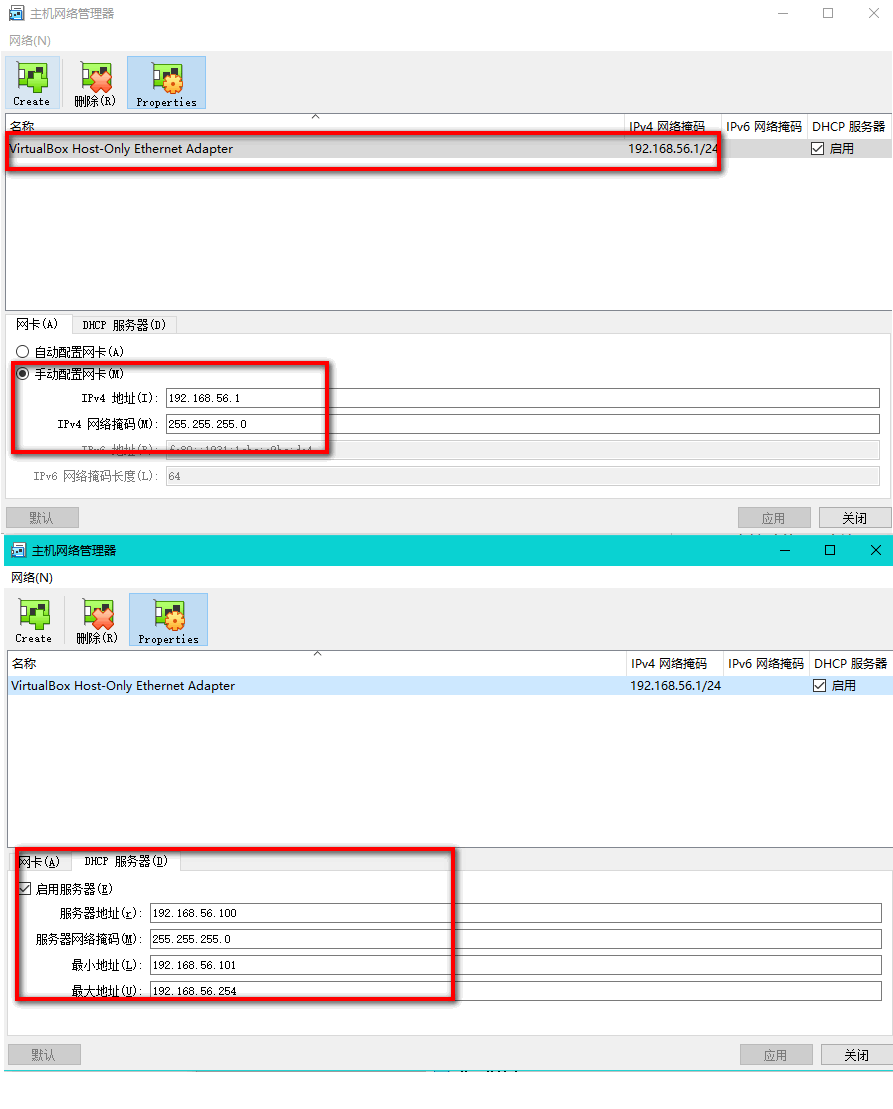 主机网络管理器
网络(N)
Create 删除(R) Properties
名称 IPv4 网络掩码 IPv6 网络掩码 DHCP 服务器
VirtualBox Host-Only Ethernet Adapter 192.168.56.1/24 启用
网卡(A) DHCP 服务器(D)
自动配置网卡(A)
手动配置网卡(M)
IPv4 地址(I): 192.168.56.1
IPv4 网络掩码(M): 255.255.255.0
IPv6 地址(P):
IPv6 网络掩码长度(L): 64
默认 应用 关闭
主机网络管理器
网络(N)
Create 删除(R) Properties
名称 IPv4 网络掩码 IPv6 网络掩码 DHCP 服务器
VirtualBox Host-Only Ethernet Adapter 192.168.56.1/24 启用
网卡(A) DHCP 服务器(D)
启用服务器(E)
服务器地址(r): 192.168.56.100
服务器网络掩码(M): 255.255.255.0
最小地址(L): 192.168.56.101
最大地址(U): 192.168.56.254
默认 应用 关闭